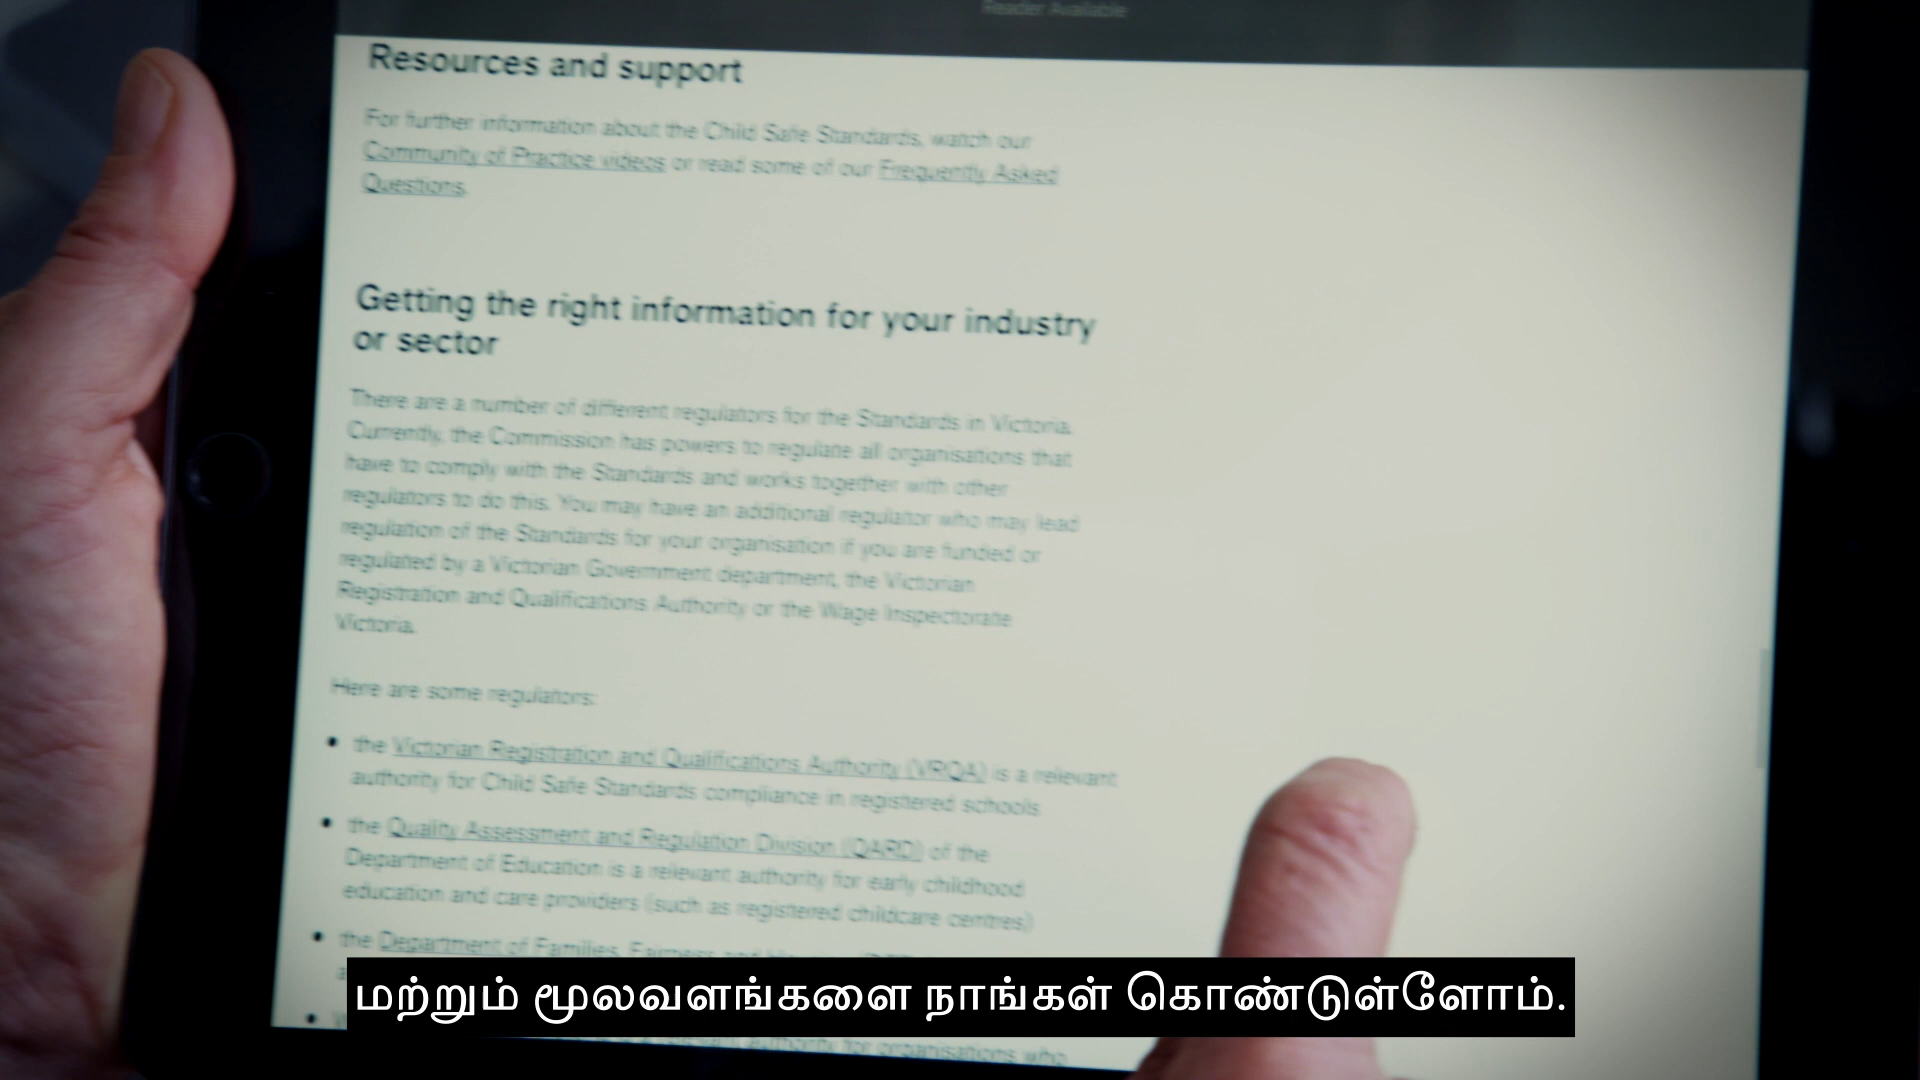 Reader Available
Resources and support
For further information about the Child Safe Standards, watch our
Community of Practice videos or read some of our Frequently Asked
Questions.
Getting the right information for your industry
or sector
There are a number of different regulators for the Standards in Victoria.
Currently, the Commission has powers to regulate all organisations that
have to comply with the Standards and works together with other
regulators to do this. You may have an additional regulator who may lead
regulation of the Standards for your organisation if you are funded or
regulated by a Victorian Government department, the Victorian
Registration and Qualifications Authority or the Wage Inspectorate
Victoria.
Here are some regulators:
• the Victorian Registration and Qualifications Authority (VRQA) is a relevant
authority for Child Safe Standards compliance in registered schools
• the Quality Assessment and Regulation Division (QARD) of the
Department of Education is a relevant authority for early childhood
education and care providers (such as registered childcare centres)
• the Department of Families, Fairness and
மற்றும் மூலவளங்களை நாங்கள் கொண்டுள்ளோம்.
relevant authority for organisations who